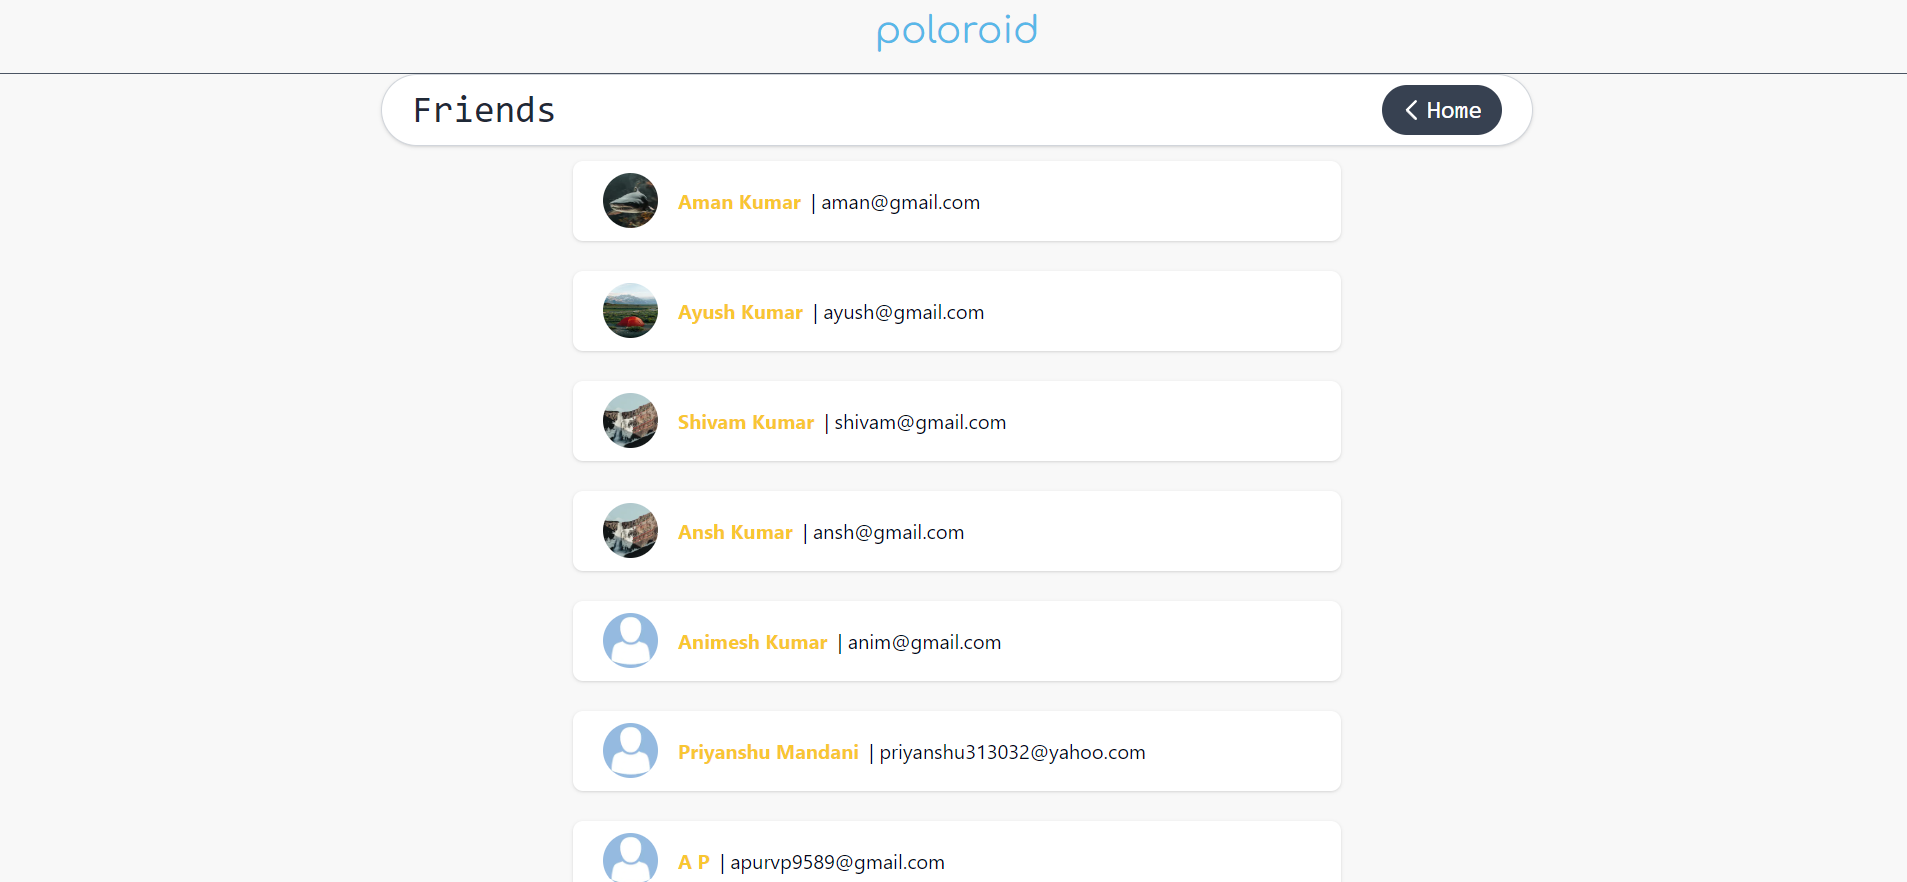 poloroid
Friends
Home
Aman Kumar | aman@gmail.com
Ayush Kumar | ayush@gmail.com
Shivam Kumar | shivam@gmail.com
Ansh Kumar | ansh@gmail.com
Animesh Kumar | anim@gmail.com
Priyanshu Mandani | priyanshu313032@yahoo.com
A P | apurvp9589@gmail.com